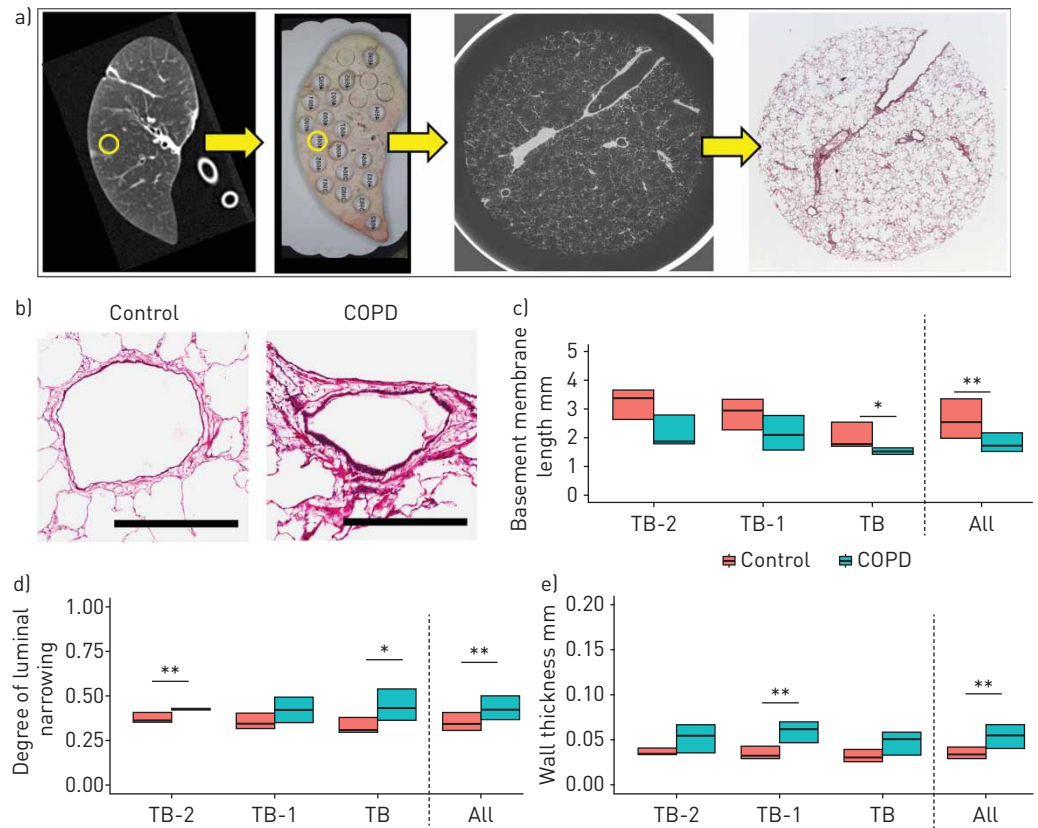 a)
b)
Control
COPD
c)
Basement membrane
length mm
5
4
3
2
1
0
*
**
TB-2
TB-1
TB
All
Control
COPD
d)
Degree of luminal
narrowing
1.00
0.75
0.50
0.25
0.00
**
*
**
TB-2
TB-1
TB
All
e)
Wall thickness mm
0.20
0.15
0.10
0.05
0.00
**
**
TB-2
TB-1
TB
All